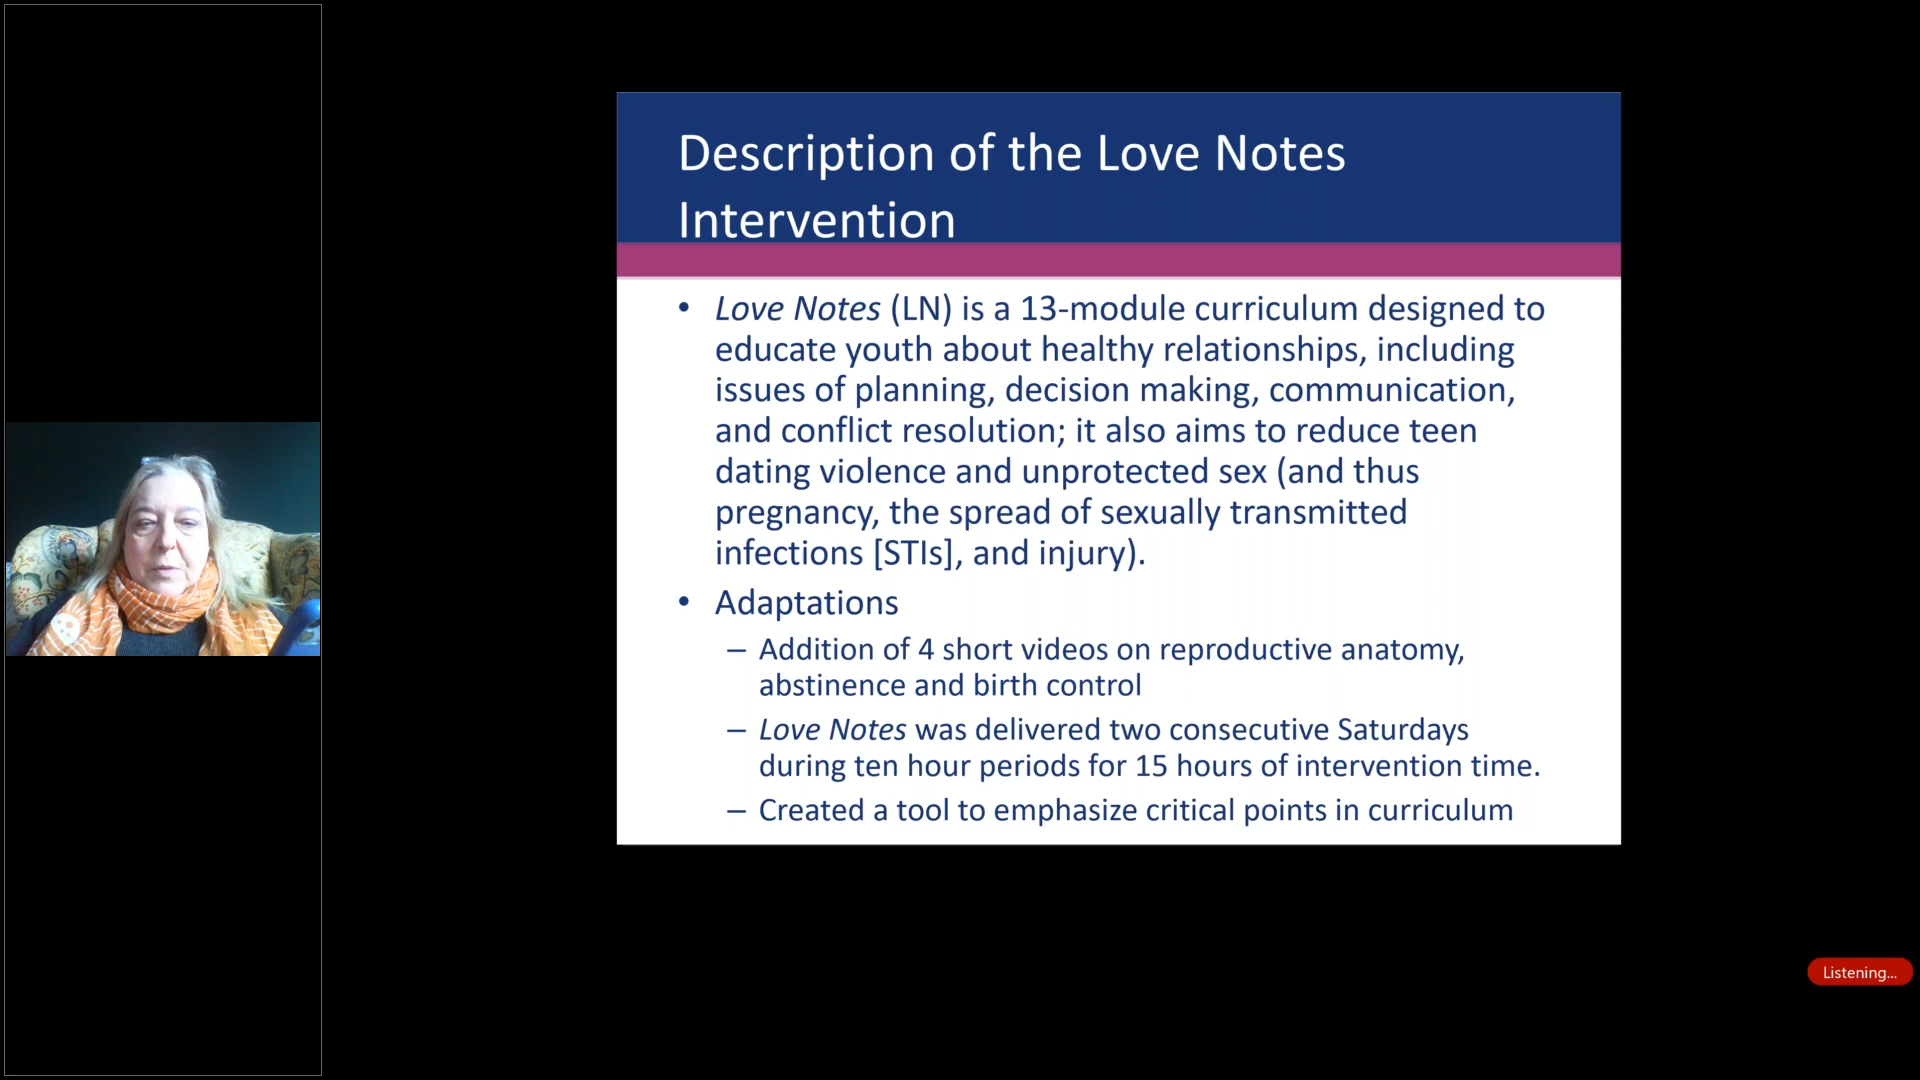 Description of the Love Notes
Intervention
• Love Notes (LN) is a 13-module curriculum designed to
educate youth about healthy relationships, including
issues of planning, decision making, communication,
and conflict resolution; it also aims to reduce teen
dating violence and unprotected sex (and thus
pregnancy, the spread of sexually transmitted
infections [STIs], and injury).
• Adaptations
– Addition of 4 short videos on reproductive anatomy,
abstinence and birth control
– Love Notes was delivered two consecutive Saturdays
during ten hour periods for 15 hours of intervention time.
– Created a tool to emphasize critical points in curriculum
Listening...